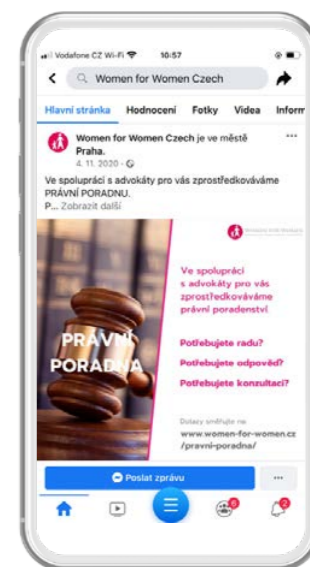 Vodafone CZ Wi-Fi 10:57
Women for Women Czech
Hlavní stránka Hodnocení Fotky Videa Inform
Women for Women Czech je ve městě
Praha.
4. 11. 2020
Ve spolupráci s advokáty pro vás zprostředkováváme
PRÁVNÍ PORADNU.
P... Zobrazit další
PRÁVNÍ
PORADNA
Ve spolupráci
s advokáty pro vás
zprostředkováváme
právní poradenství
Potřebujete radu?
Potřebujete odpověď?
Potřebujete konzultaci?
Dotazy směřujte na
www.women-for-women.cz
/pravni-poradna/
Poslat zprávu
6
2